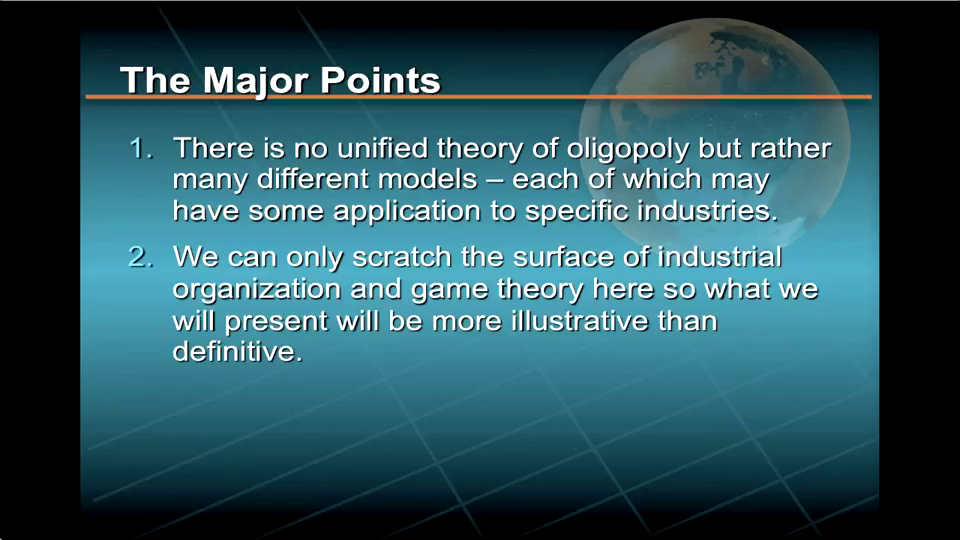 The Major Points
1. There is no unified theory of oligopoly but rather
many different models – each of which may
have some application to specific industries.
2. We can only scratch the surface of industrial
organization and game theory here so what we
will present will be more illustrative than
definitive.